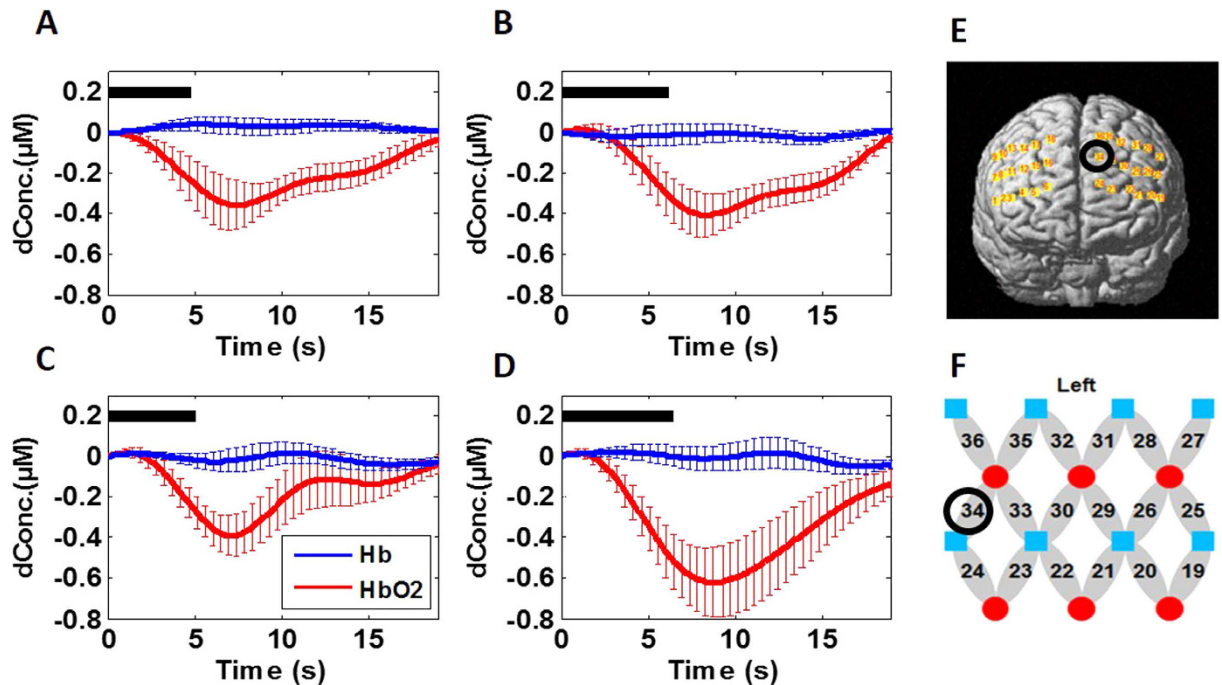 A
B
E
0.2
0
-0.2
-0.4
-0.6
-0.8
dConc.(µM)
0 5 10 15
Time (s)
0.2
0
-0.2
-0.4
-0.6
-0.8
dConc.(µM)
0 5 10 15
Time (s)
C
D
F
0.2
0
-0.2
-0.4
-0.6
-0.8
dConc.(µM)
Hb
HbO2
0 5 10 15
Time (s)
0.2
0
-0.2
-0.4
-0.6
-0.8
dConc.(µM)
0 5 10 15
Time (s)
Left
36 35 32 31 28 27
34 33 30 29 26 25
24 23 22 21 20 19